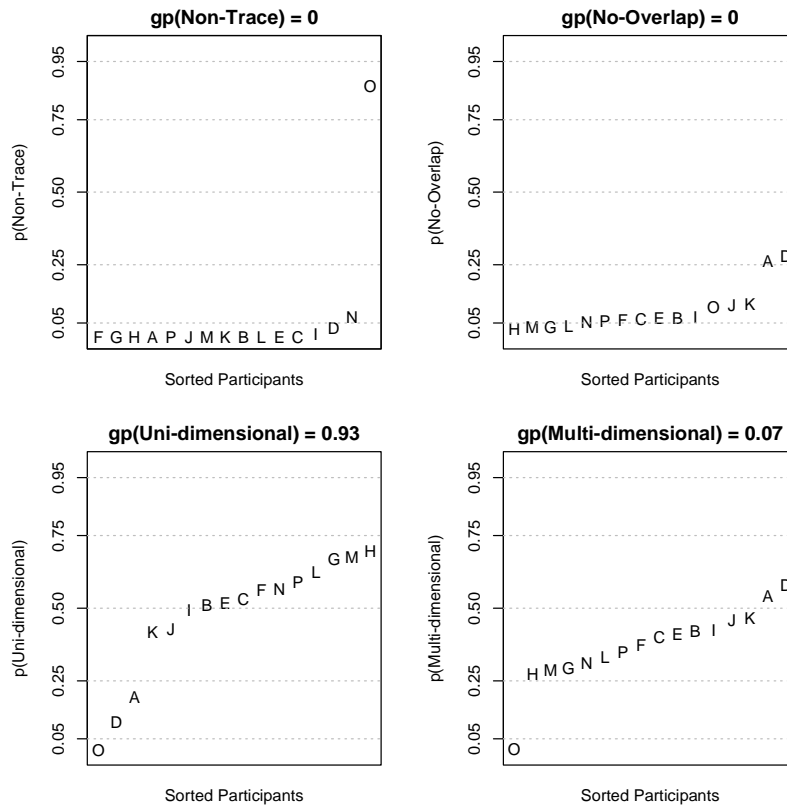 gp(Non-Trace) = 0
p(Non-Trace)
0.95
0.75
0.50
0.25
0.05
F G H A P J M K B L E C I D N O
Sorted Participants
gp(No-Overlap) = 0
p(No-Overlap)
0.95
0.75
0.50
0.25
0.05
H M G L N P F C E B I O J K A D
Sorted Participants
gp(Uni-dimensional) = 0.93
p(Uni-dimensional)
0.95
0.75
0.50
0.25
0.05
O D A K J I B E C F N P L G M H
Sorted Participants
gp(Multi-dimensional) = 0.07
p(Multi-dimensional)
0.95
0.75
0.50
0.25
0.05
O H M G N L P F C E B I J K A D
Sorted Participants